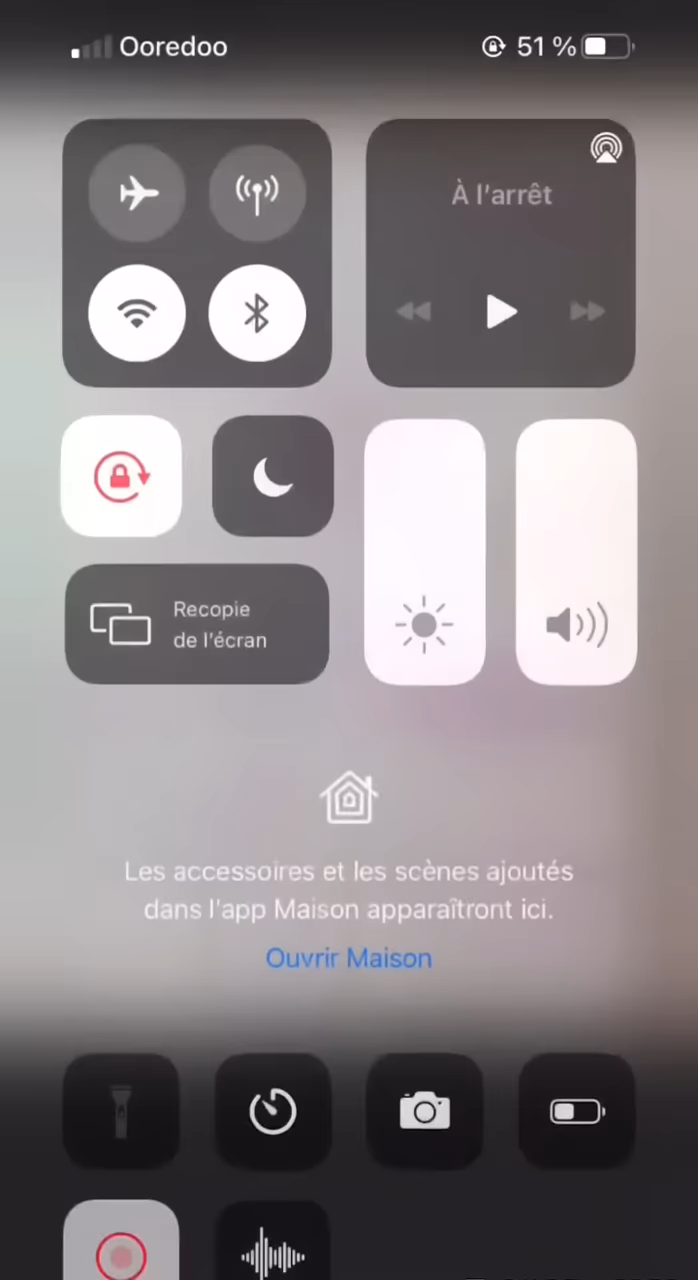 Ooredoo
51 %
À l'arrêt
Recopie
de l'écran
Les accessoires et les scènes ajoutés
dans l'app Maison apparaîtront ici.
Ouvrir Maison